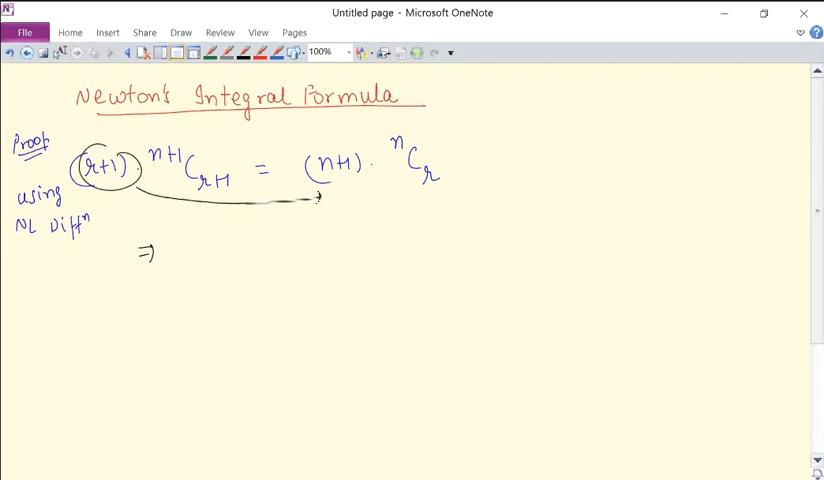 Untitled page - Microsoft OneNote
File Home Insert Share Draw Review View Pages
100%
Newton's Integral Formula
Proof
(r+1) · ⁿ⁺¹Cᵣ₊₁ = (n+1) · ⁿCᵣ
using
NL Diffⁿ
⇒